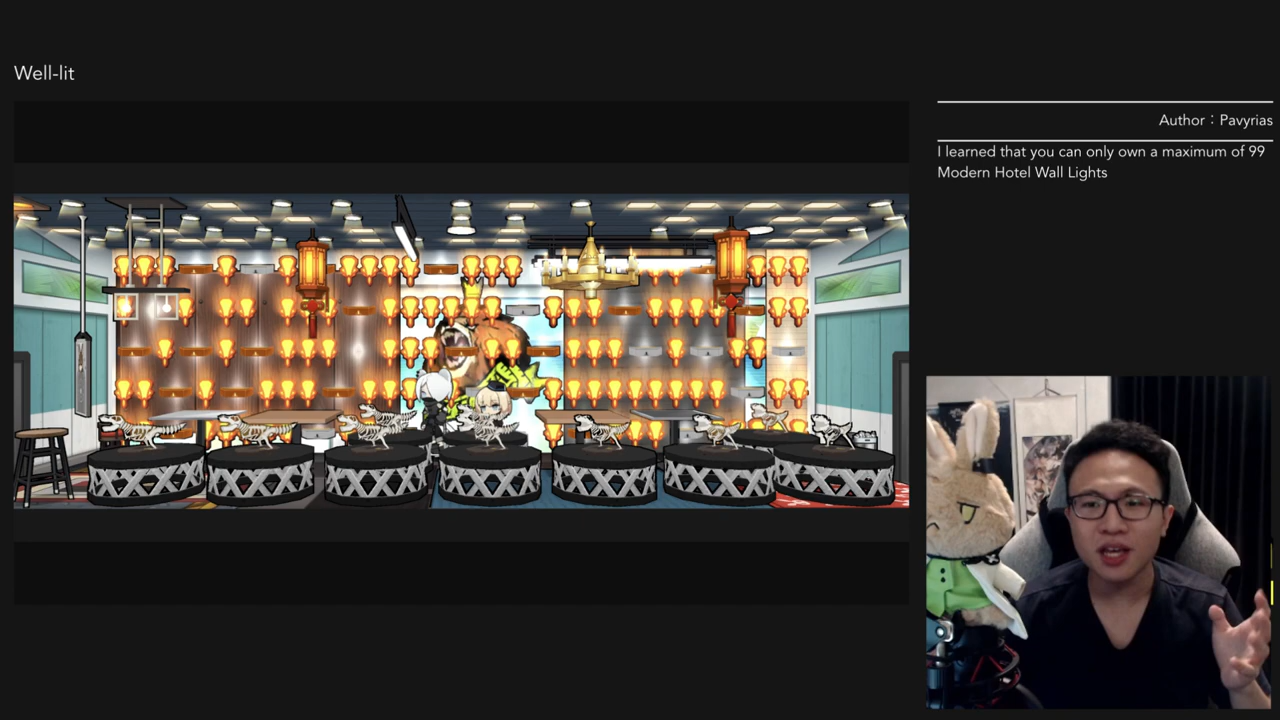 Well-lit
Author：Pavyrias
I learned that you can only own a maximum of 99
Modern Hotel Wall Lights